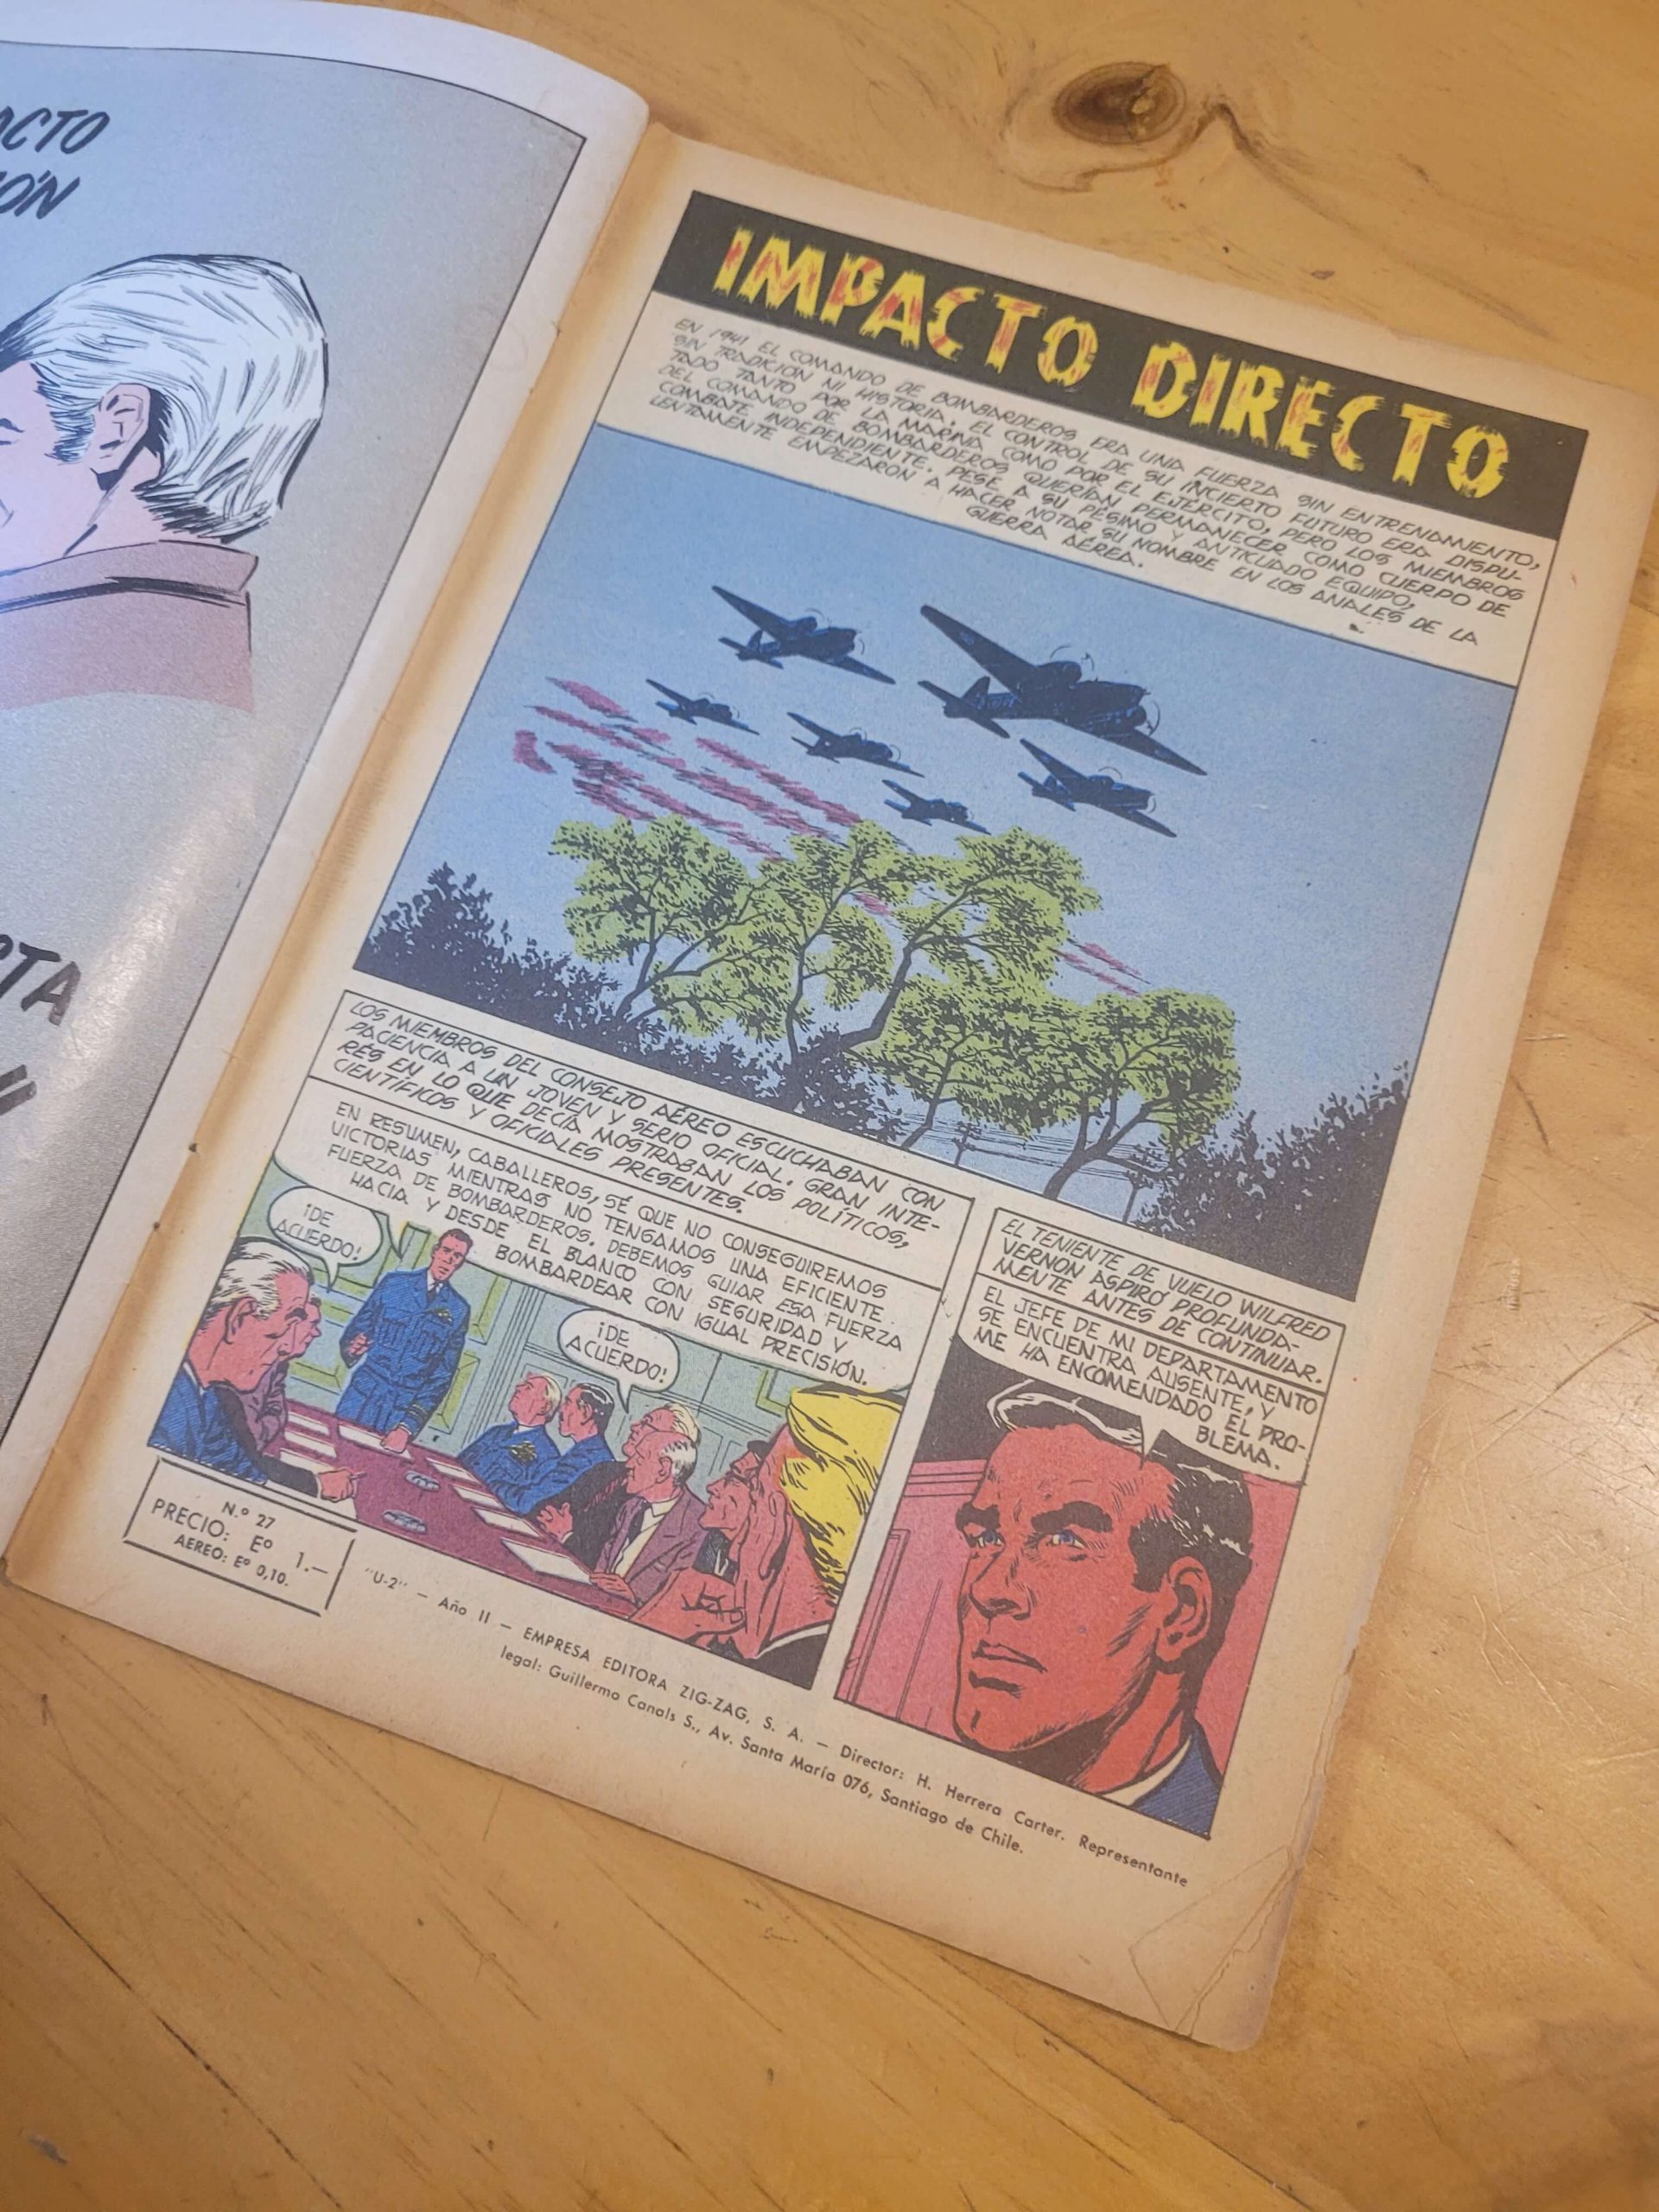 ACTO
IÓN
STA
IMPACTO DIRECTO
EN 1941 EL COMANDO DE BOMBARDEROS ERA UNA FUERZA SIN ENTRENAMIENTO,
SIN TRADICIÓN NI HISTORIA. EL CONTROL DE SU INCIERTO FUTURO ERA DISPU-
TADO TANTO POR LA MARINA COMO POR EL EJÉRCITO, PERO LOS MIEMBROS
DEL COMANDO DE BOMBARDEROS QUERÍAN PERMANECER COMO CUERPO DE
COMBATE INDEPENDIENTE. PESE A SU PÉSIMO Y ANTICUADO EQUIPO,
LENTAMENTE EMPEZARON A HACER NOTAR SU NOMBRE EN LOS ANALES DE LA
GUERRA AÉREA.
LOS MIEMBROS DEL CONSEJO AÉREO ESCUCHABAN CON
PACIENCIA A UN JOVEN Y SERIO OFICIAL. GRAN INTE-
RÉS EN LO QUE DECÍA MOSTRABAN LOS POLÍTICOS,
CIENTÍFICOS Y OFICIALES PRESENTES.
EN RESUMEN, CABALLEROS, SÉ QUE NO CONSEGUIREMOS
VICTORIAS MIENTRAS NO TENGAMOS UNA EFICIENTE
FUERZA DE BOMBARDEROS. DEBEMOS GUIAR ESA FUERZA
HACIA Y DESDE EL BLANCO CON SEGURIDAD Y
BOMBARDEAR CON IGUAL PRECISIÓN.
¡DE
ACUERDO!
¡DE
ACUERDO!
EL TENIENTE DE VUELO WILFRED
VERNON ASPIRÓ PROFUNDA-
MENTE ANTES DE CONTINUAR.
EL JEFE DE MI DEPARTAMENTO
SE ENCUENTRA AUSENTE, Y
ME HA ENCOMENDADO EL PRO-
BLEMA.
N.º 27
PRECIO: Eº 1.—
AEREO: Eº 0,10.
"U-2" — Año II — EMPRESA EDITORA ZIG-ZAG, S. A. — Director: H. Herrera Carter. Representante
legal: Guillermo Canals S., Av. Santa María 076, Santiago de Chile.